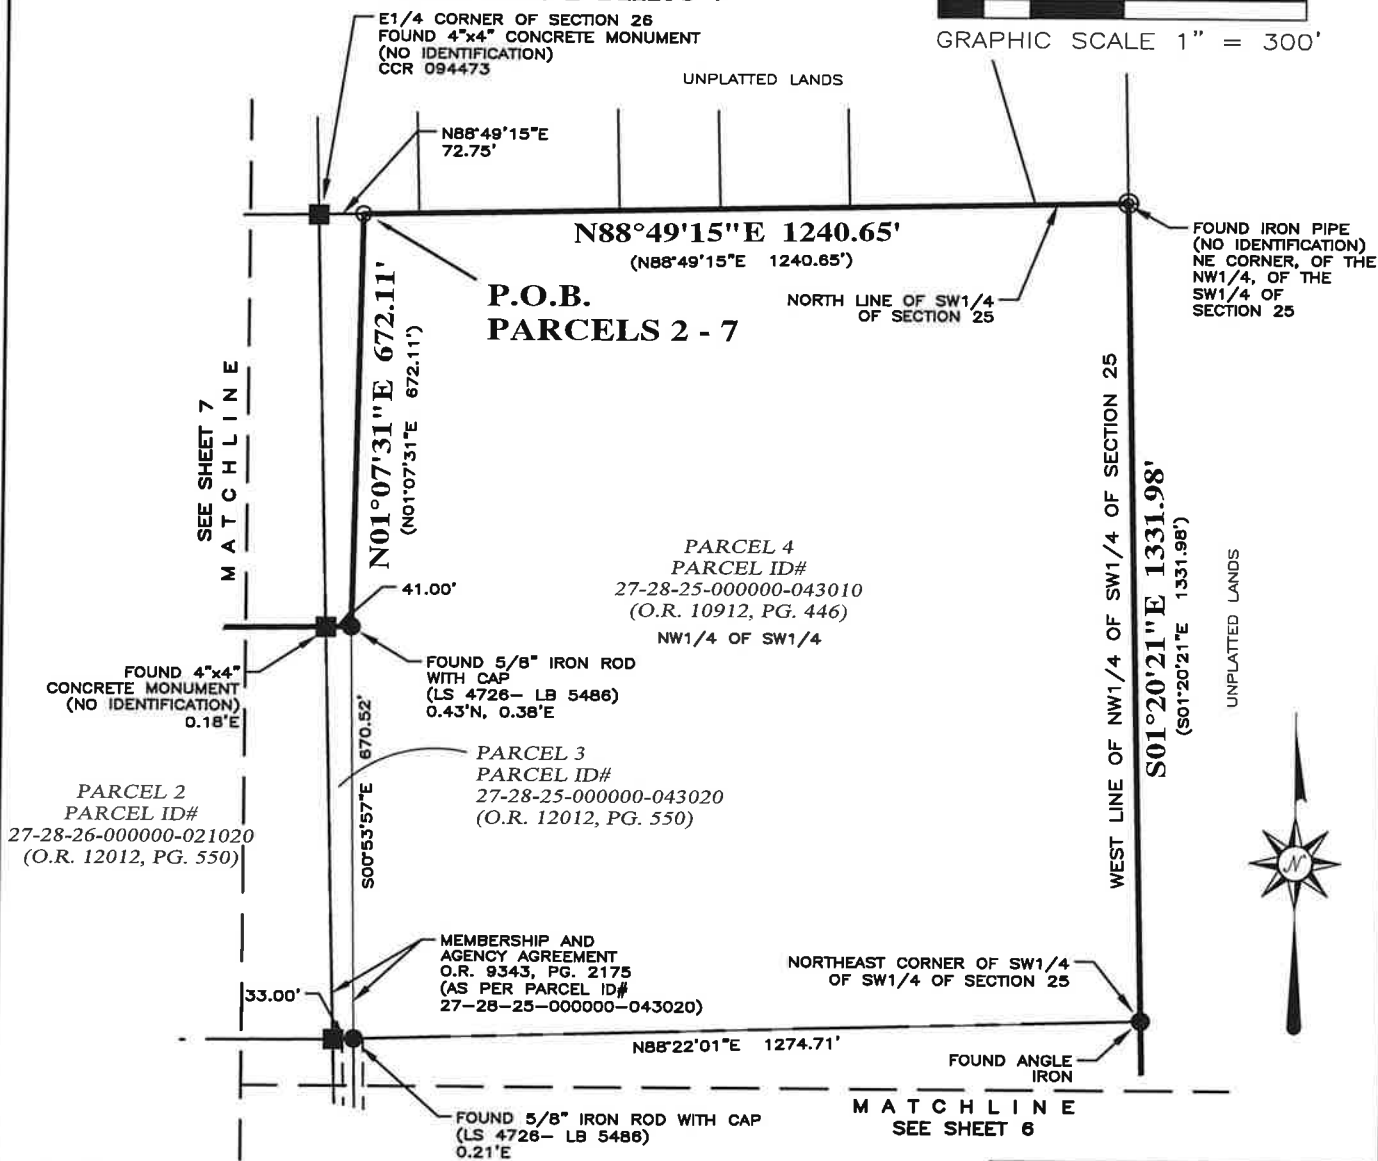 E1/4 CORNER OF SECTION 26
FOUND 4"x4" CONCRETE MONUMENT
(NO IDENTIFICATION)
CCR 094473
GRAPHIC SCALE 1" = 300'
UNPLATTED LANDS
N88°49'15"E
72.75'
N88°49'15"E 1240.65'
(N88°49'15"E 1240.65')
FOUND IRON PIPE
(NO IDENTIFICATION)
NE CORNER, OF THE
NW1/4, OF THE
SW1/4 OF
SECTION 25
P.O.B.
PARCELS 2 - 7
NORTH LINE OF SW1/4
OF SECTION 25
N01°07'31"E 672.11'
(N01°07'31"E 672.11')
SEE SHEET 7
MATCHLINE
WEST LINE OF NW1/4 OF SW1/4 OF SECTION 25
S01°20'21"E 1331.98'
(S01°20'21"E 1331.98')
UNPLATTED LANDS
PARCEL 4
PARCEL ID#
27-28-25-000000-043010
(O.R. 10912, PG. 446)
NW1/4 OF SW1/4
41.00'
FOUND 4"x4"
CONCRETE MONUMENT
(NO IDENTIFICATION)
0.18'E
FOUND 5/8" IRON ROD
WITH CAP
(LS 4726- LB 5486)
0.43'N, 0.38'E
S00°53'57"E 670.52'
PARCEL 3
PARCEL ID#
27-28-25-000000-043020
(O.R. 12012, PG. 550)
PARCEL 2
PARCEL ID#
27-28-26-000000-021020
(O.R. 12012, PG. 550)
N
MEMBERSHIP AND
AGENCY AGREEMENT
O.R. 9343, PG. 2175
(AS PER PARCEL ID#
27-28-25-000000-043020)
33.00'
NORTHEAST CORNER OF SW1/4
OF SW1/4 OF SECTION 25
N88°22'01"E 1274.71'
FOUND ANGLE
IRON
MATCHLINE
SEE SHEET 6
FOUND 5/8" IRON ROD WITH CAP
(LS 4726- LB 5486)
0.21'E